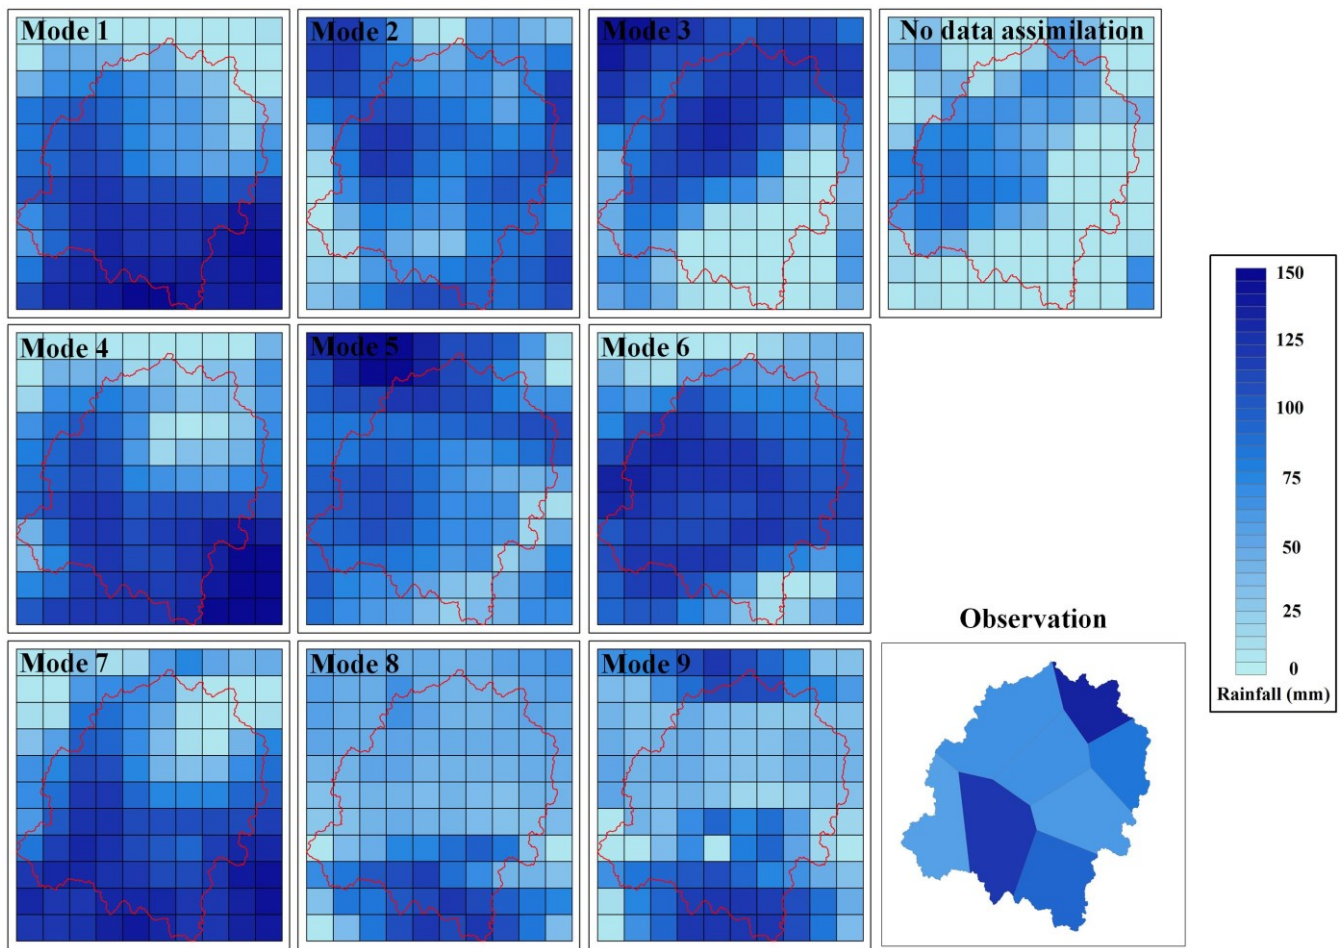 Mode 1
Mode 2
Mode 3
No data assimilation
Mode 4
Mode 5
Mode 6
Mode 7
Mode 8
Mode 9
Observation
150
125
100
75
50
25
0
Rainfall (mm)